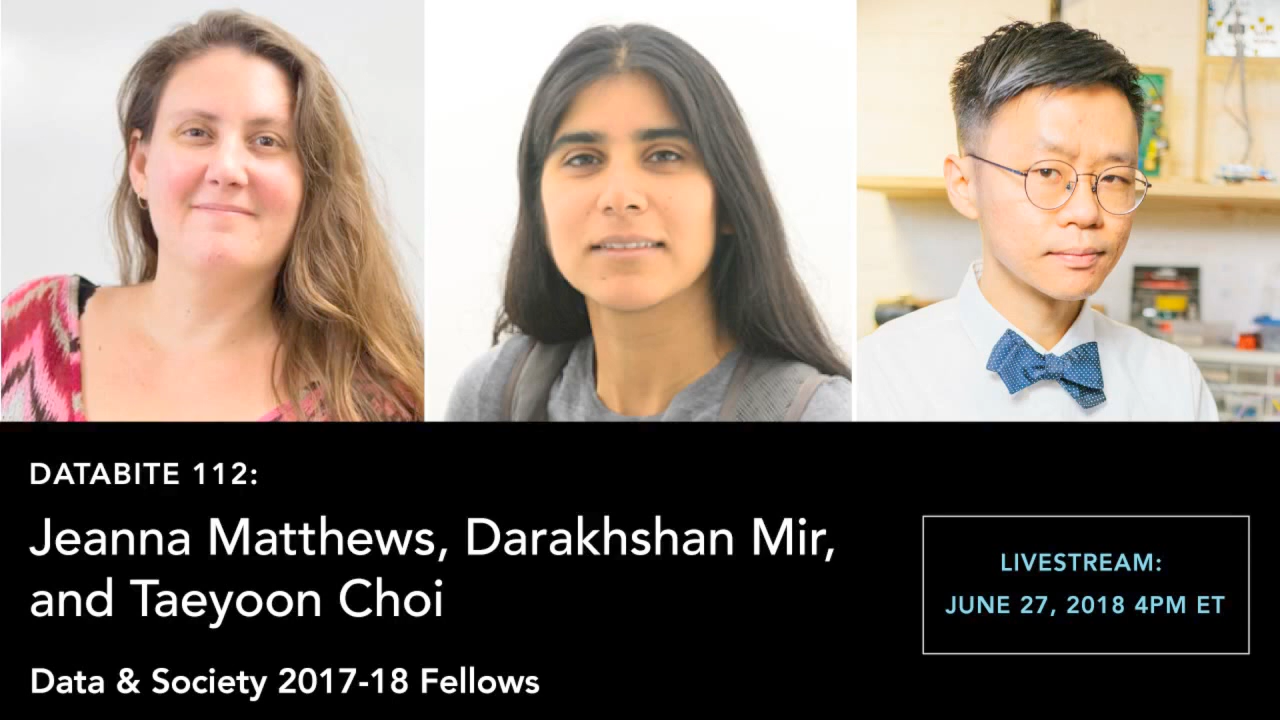 DATABITE 112:
Jeanna Matthews, Darakhshan Mir,
and Taeyoon Choi
Data & Society 2017-18 Fellows
LIVESTREAM:
JUNE 27, 2018 4PM ET